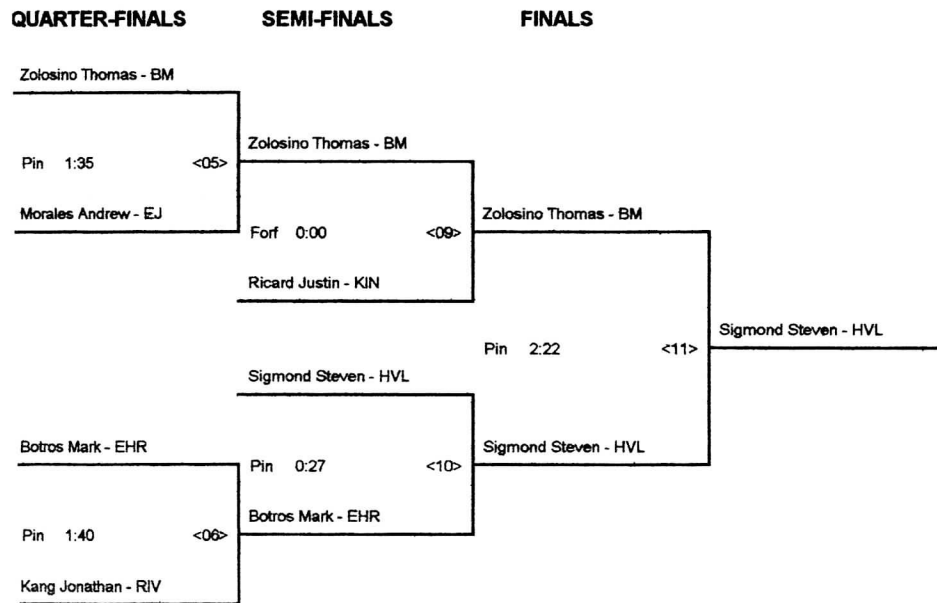 QUARTER-FINALS SEMI-FINALS FINALS
Zolosino Thomas - BM
Zolosino Thomas - BM
Pin 1:35 <05>
Morales Andrew - EJ
Zolosino Thomas - BM
Forf 0:00 <09>
Ricard Justin - KIN
Sigmond Steven - HVL
Pin 2:22 <11>
Sigmond Steven - HVL
Botros Mark - EHR
Sigmond Steven - HVL
Pin 0:27 <10>
Botros Mark - EHR
Pin 1:40 <06>
Kang Jonathan - RIV